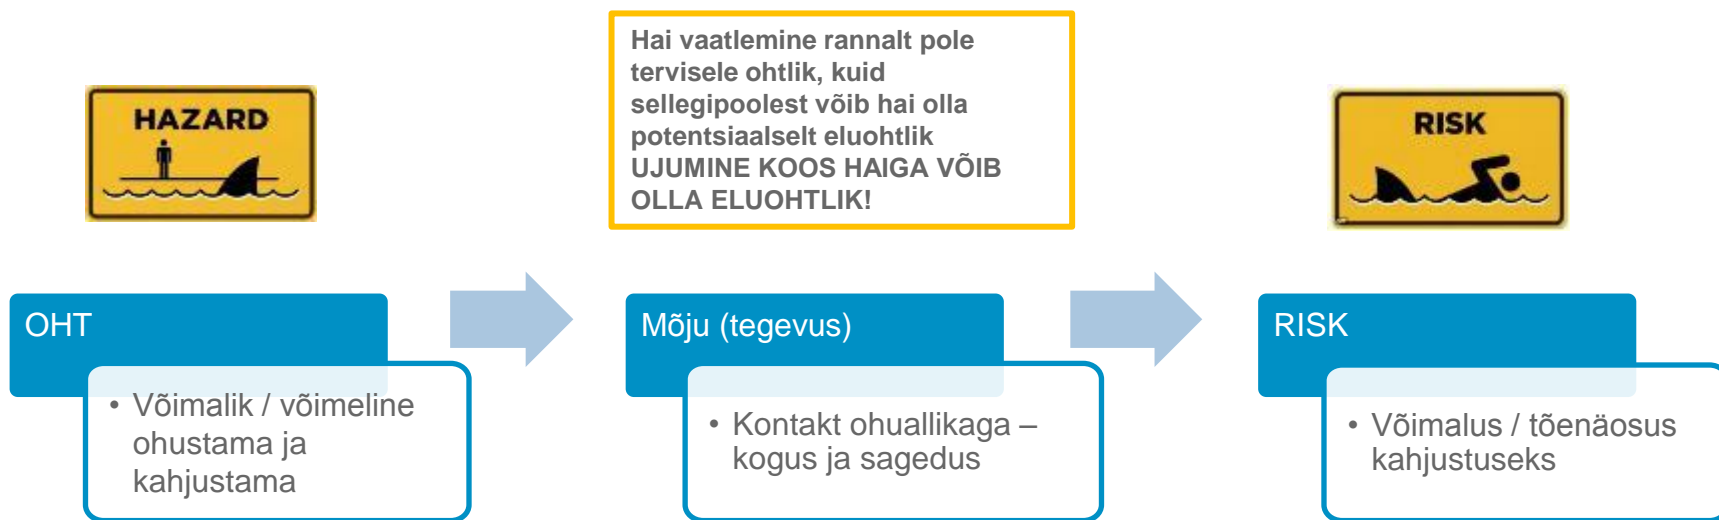 Hai vaatlemine rannalt pole
tervisele ohtlik, kuid
sellegipoolest võib hai olla
potentsiaalselt eluohtlik
UJUMINE KOOS HAIGA VÕIB
OLLA ELUOHTLIK!
HAZARD
RISK
OHT
• Võimalik / võimeline
ohustama ja
kahjustama
Mõju (tegevus)
• Kontakt ohuallikaga –
kogus ja sagedus
RISK
• Võimalus / tõenäosus
kahjustuseks